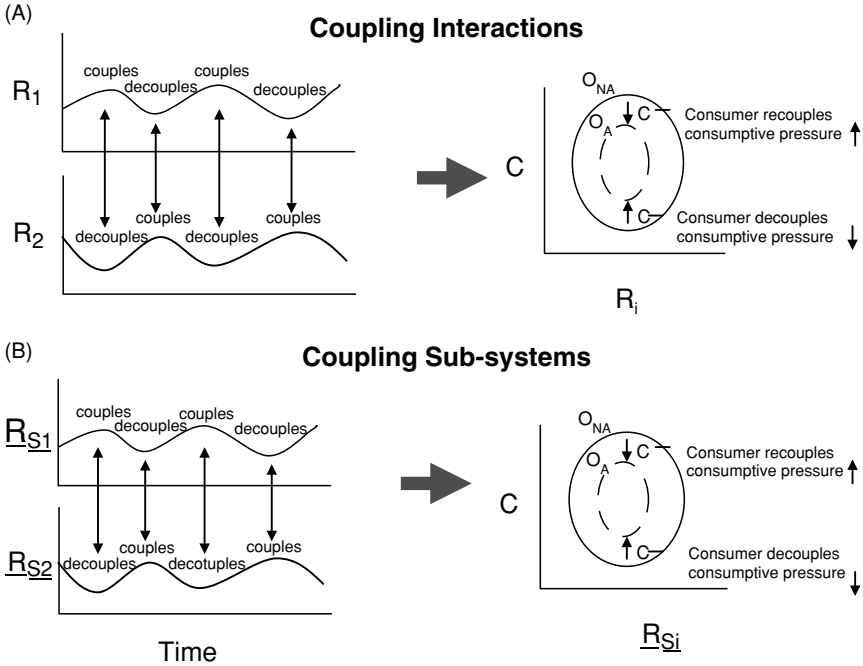 (A)
Coupling Interactions
couples
decouples
couples
decouples
R1
decouples
couples
decouples
couples
R2
C
ONA
OA
C
C
Consumer recouples
consumptive pressure
Consumer decouples
consumptive pressure
Ri
(B)
Coupling Sub-systems
couples
decouples
couples
decouples
RS1
decouples
couples
decotuples
couples
RS2
Time
C
ONA
OA
C
C
Consumer recouples
consumptive pressure
Consumer decouples
consumptive pressure
RSi